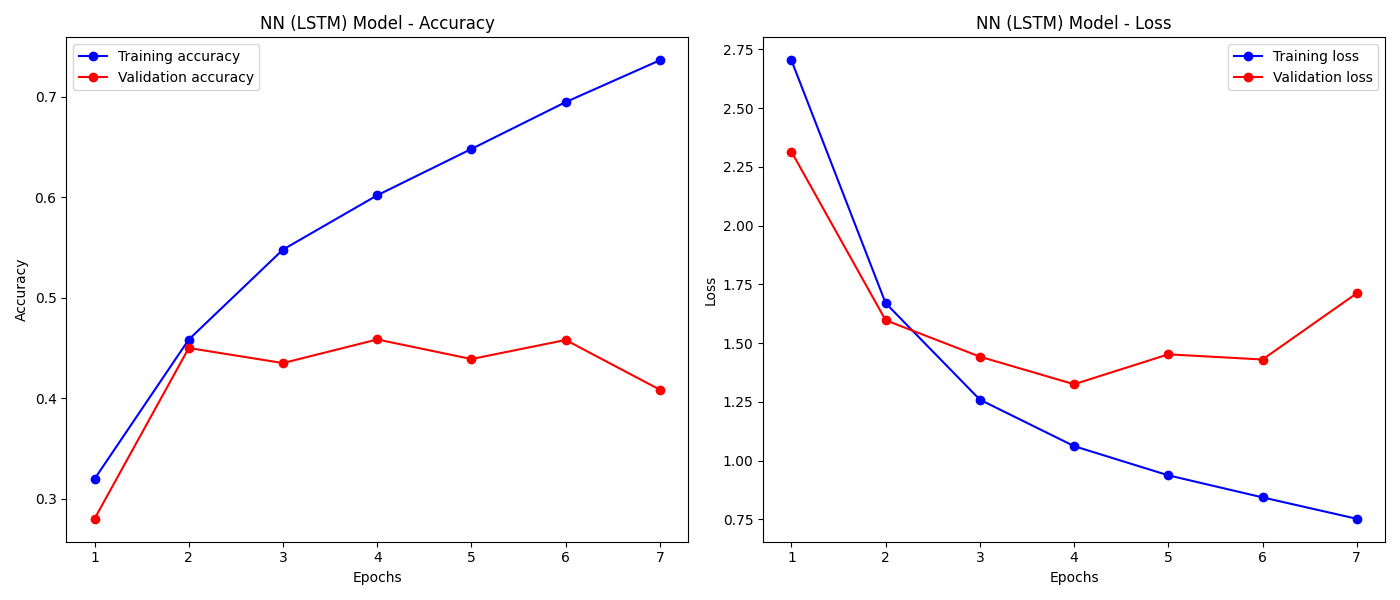 NN (LSTM) Model - Accuracy
Training accuracy
Validation accuracy
Accuracy
0.7
0.6
0.5
0.4
0.3
1 2 3 4 5 6 7
Epochs
NN (LSTM) Model - Loss
Training loss
Validation loss
Loss
2.75
2.50
2.25
2.00
1.75
1.50
1.25
1.00
0.75
1 2 3 4 5 6 7
Epochs